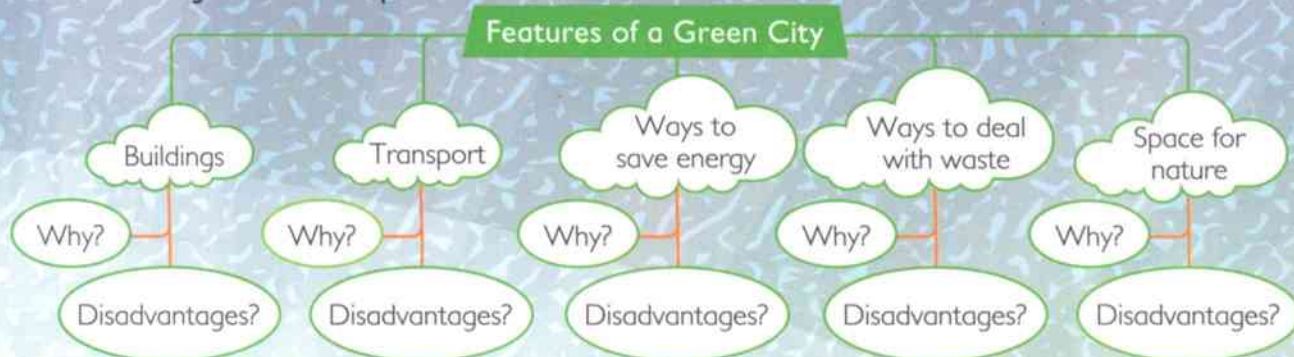 Features of a Green City
Buildings
Transport
Ways to
save energy
Ways to deal
with waste
Space for
nature
Why?
Why?
Why?
Why?
Why?
Disadvantages?
Disadvantages?
Disadvantages?
Disadvantages?
Disadvantages?